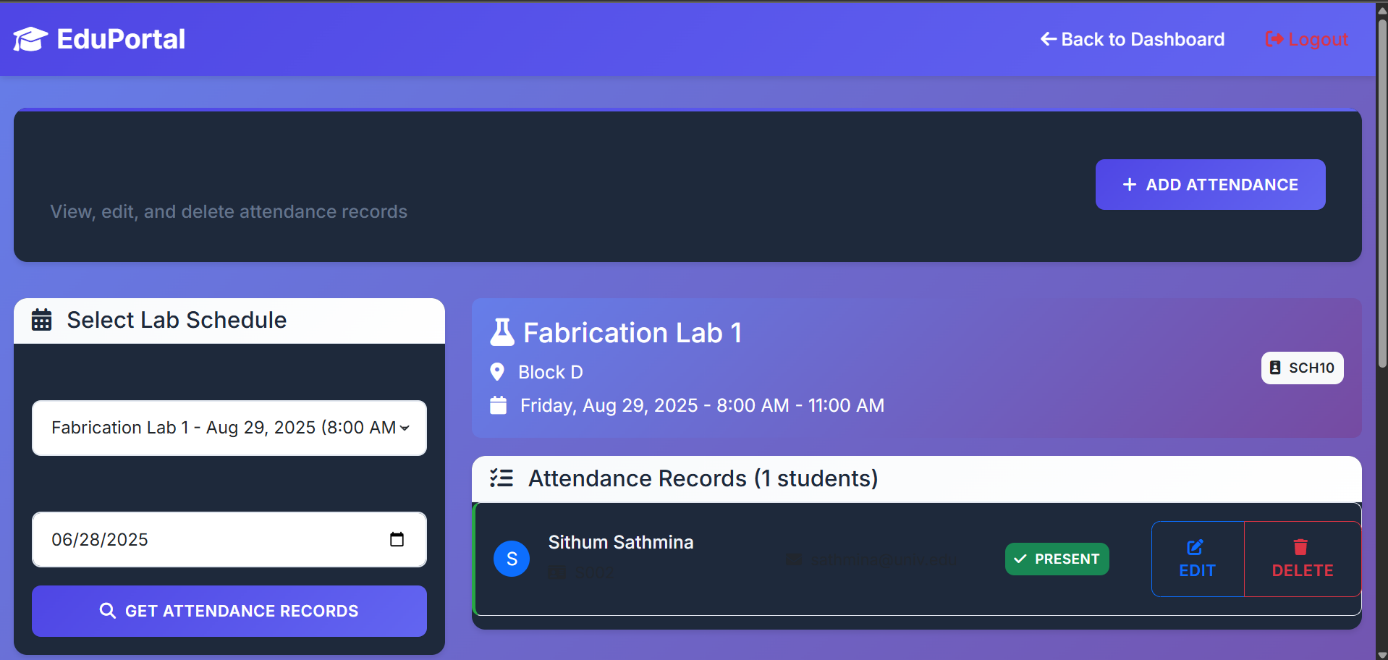 EduPortal
Back to Dashboard
Logout
View, edit, and delete attendance records
ADD ATTENDANCE
Select Lab Schedule
Fabrication Lab 1 - Aug 29, 2025 (8:00 AM
06/28/2025
GET ATTENDANCE RECORDS
Fabrication Lab 1
Block D
Friday, Aug 29, 2025 - 8:00 AM - 11:00 AM
SCH10
Attendance Records (1 students)
S
Sithum Sathmina
PRESENT
EDIT
DELETE